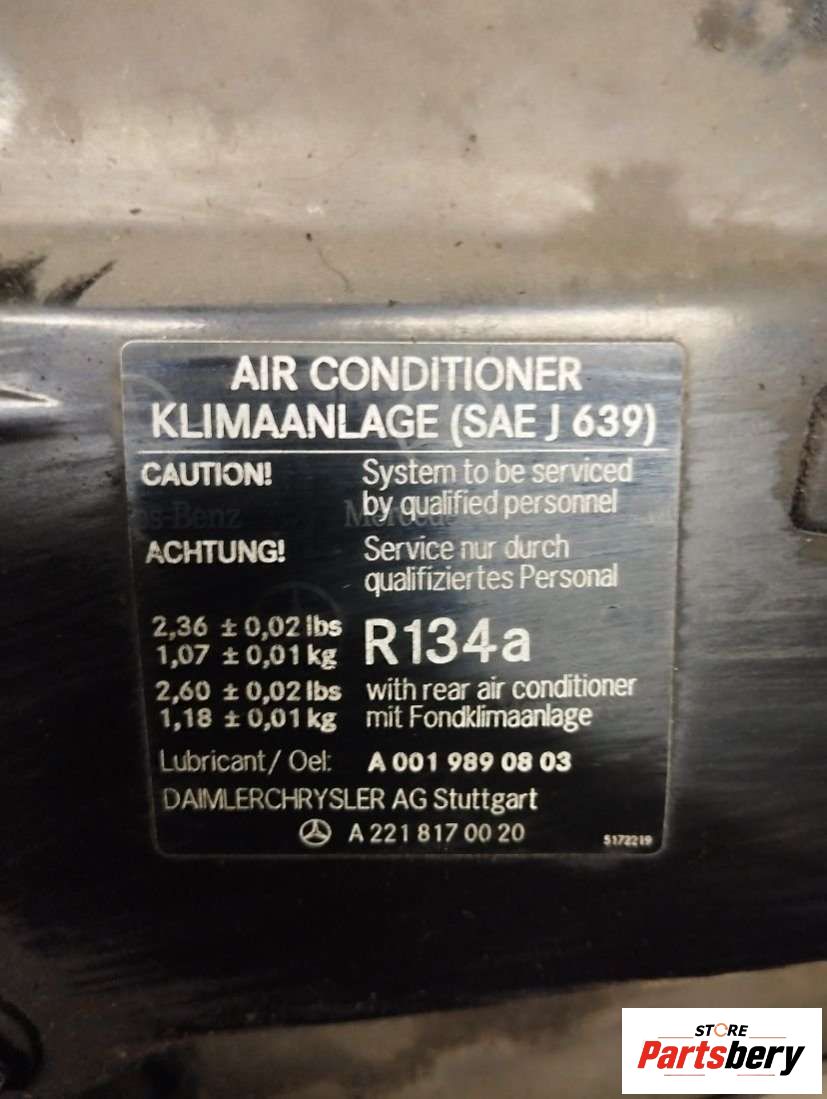 AIR CONDITIONER
KLIMAANLAGE (SAE J 639)
CAUTION! System to be serviced
by qualified personnel
ACHTUNG! Service nur durch
qualifiziertes Personal
2,36 ± 0,02 lbs R134a
1,07 ± 0,01 kg
2,60 ± 0,02 lbs with rear air conditioner
1,18 ± 0,01 kg mit Fondklimaanlage
Lubricant/ Oel: A 001 989 08 03
DAIMLERCHRYSLER AG Stuttgart
A 221 817 00 20 5172219
STORE
Partsbery